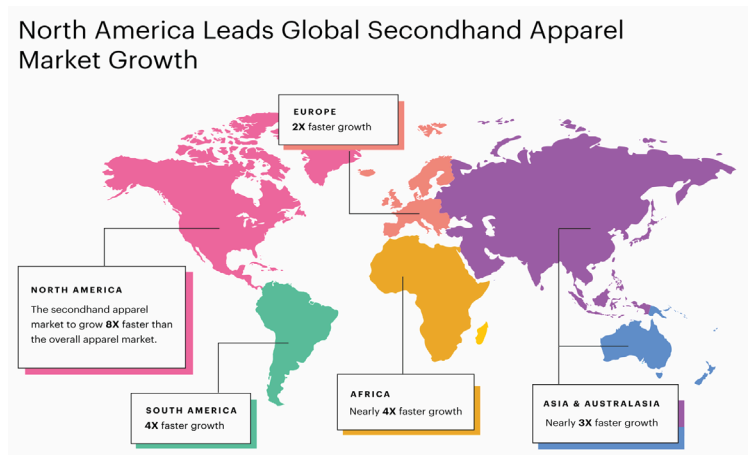 North America Leads Global Secondhand Apparel
Market Growth
EUROPE
2X faster growth
NORTH AMERICA
The secondhand apparel
market to grow 8X faster than
the overall apparel market.
SOUTH AMERICA
4X faster growth
AFRICA
Nearly 4X faster growth
ASIA & AUSTRALASIA
Nearly 3X faster growth